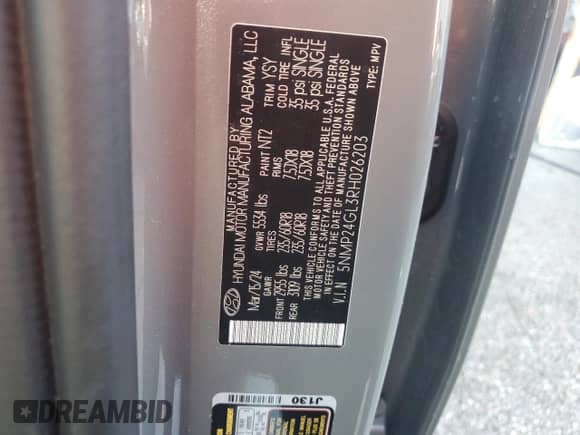 MANUFACTURED BY
HYUNDAI MOTOR MANUFACTURING ALABAMA, LLC
Mar/15/24 GVWR 5534 lbs PAINT NT2 TRIM YSY
GAWR TIRES RIMS COLD TIRE INFL
FRONT 2955 lbs 235/60R18 7.5JX18 35 psi SINGLE
REAR 3109 lbs 235/60R18 7.5JX18 35 psi SINGLE
THIS VEHICLE CONFORMS TO ALL APPLICABLE U.S.A. FEDERAL
MOTOR VEHICLE SAFETY AND THEFT PREVENTION STANDARDS
IN EFFECT ON THE DATE OF MANUFACTURE SHOWN ABOVE.
V.I.N 5NMP24GL3RH026203 TYPE: MPV
J130
DREAMBID